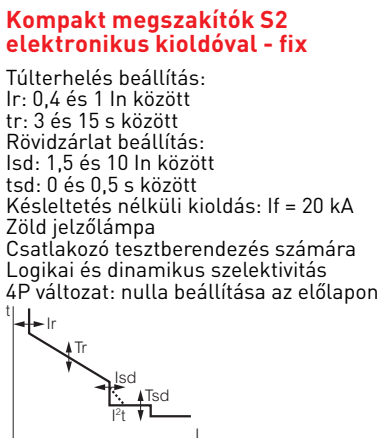 Kompakt megszakítók S2
elektronikus kioldóval - fix
Túlterhelés beállítás:
Ir: 0,4 és 1 In között
tr: 3 és 15 s között
Rövidzárlat beállítás:
Isd: 1,5 és 10 In között
tsd: 0 és 0,5 s között
Késleltetés nélküli kioldás: If = 20 kA
Zöld jelzőlámpa
Csatlakozó tesztberendezés számára
Logikai és dinamikus szelektivitás
4P változat: nulla beállítása az előlapon
t
Ir
Tr
Isd
Tsd
I²t
I